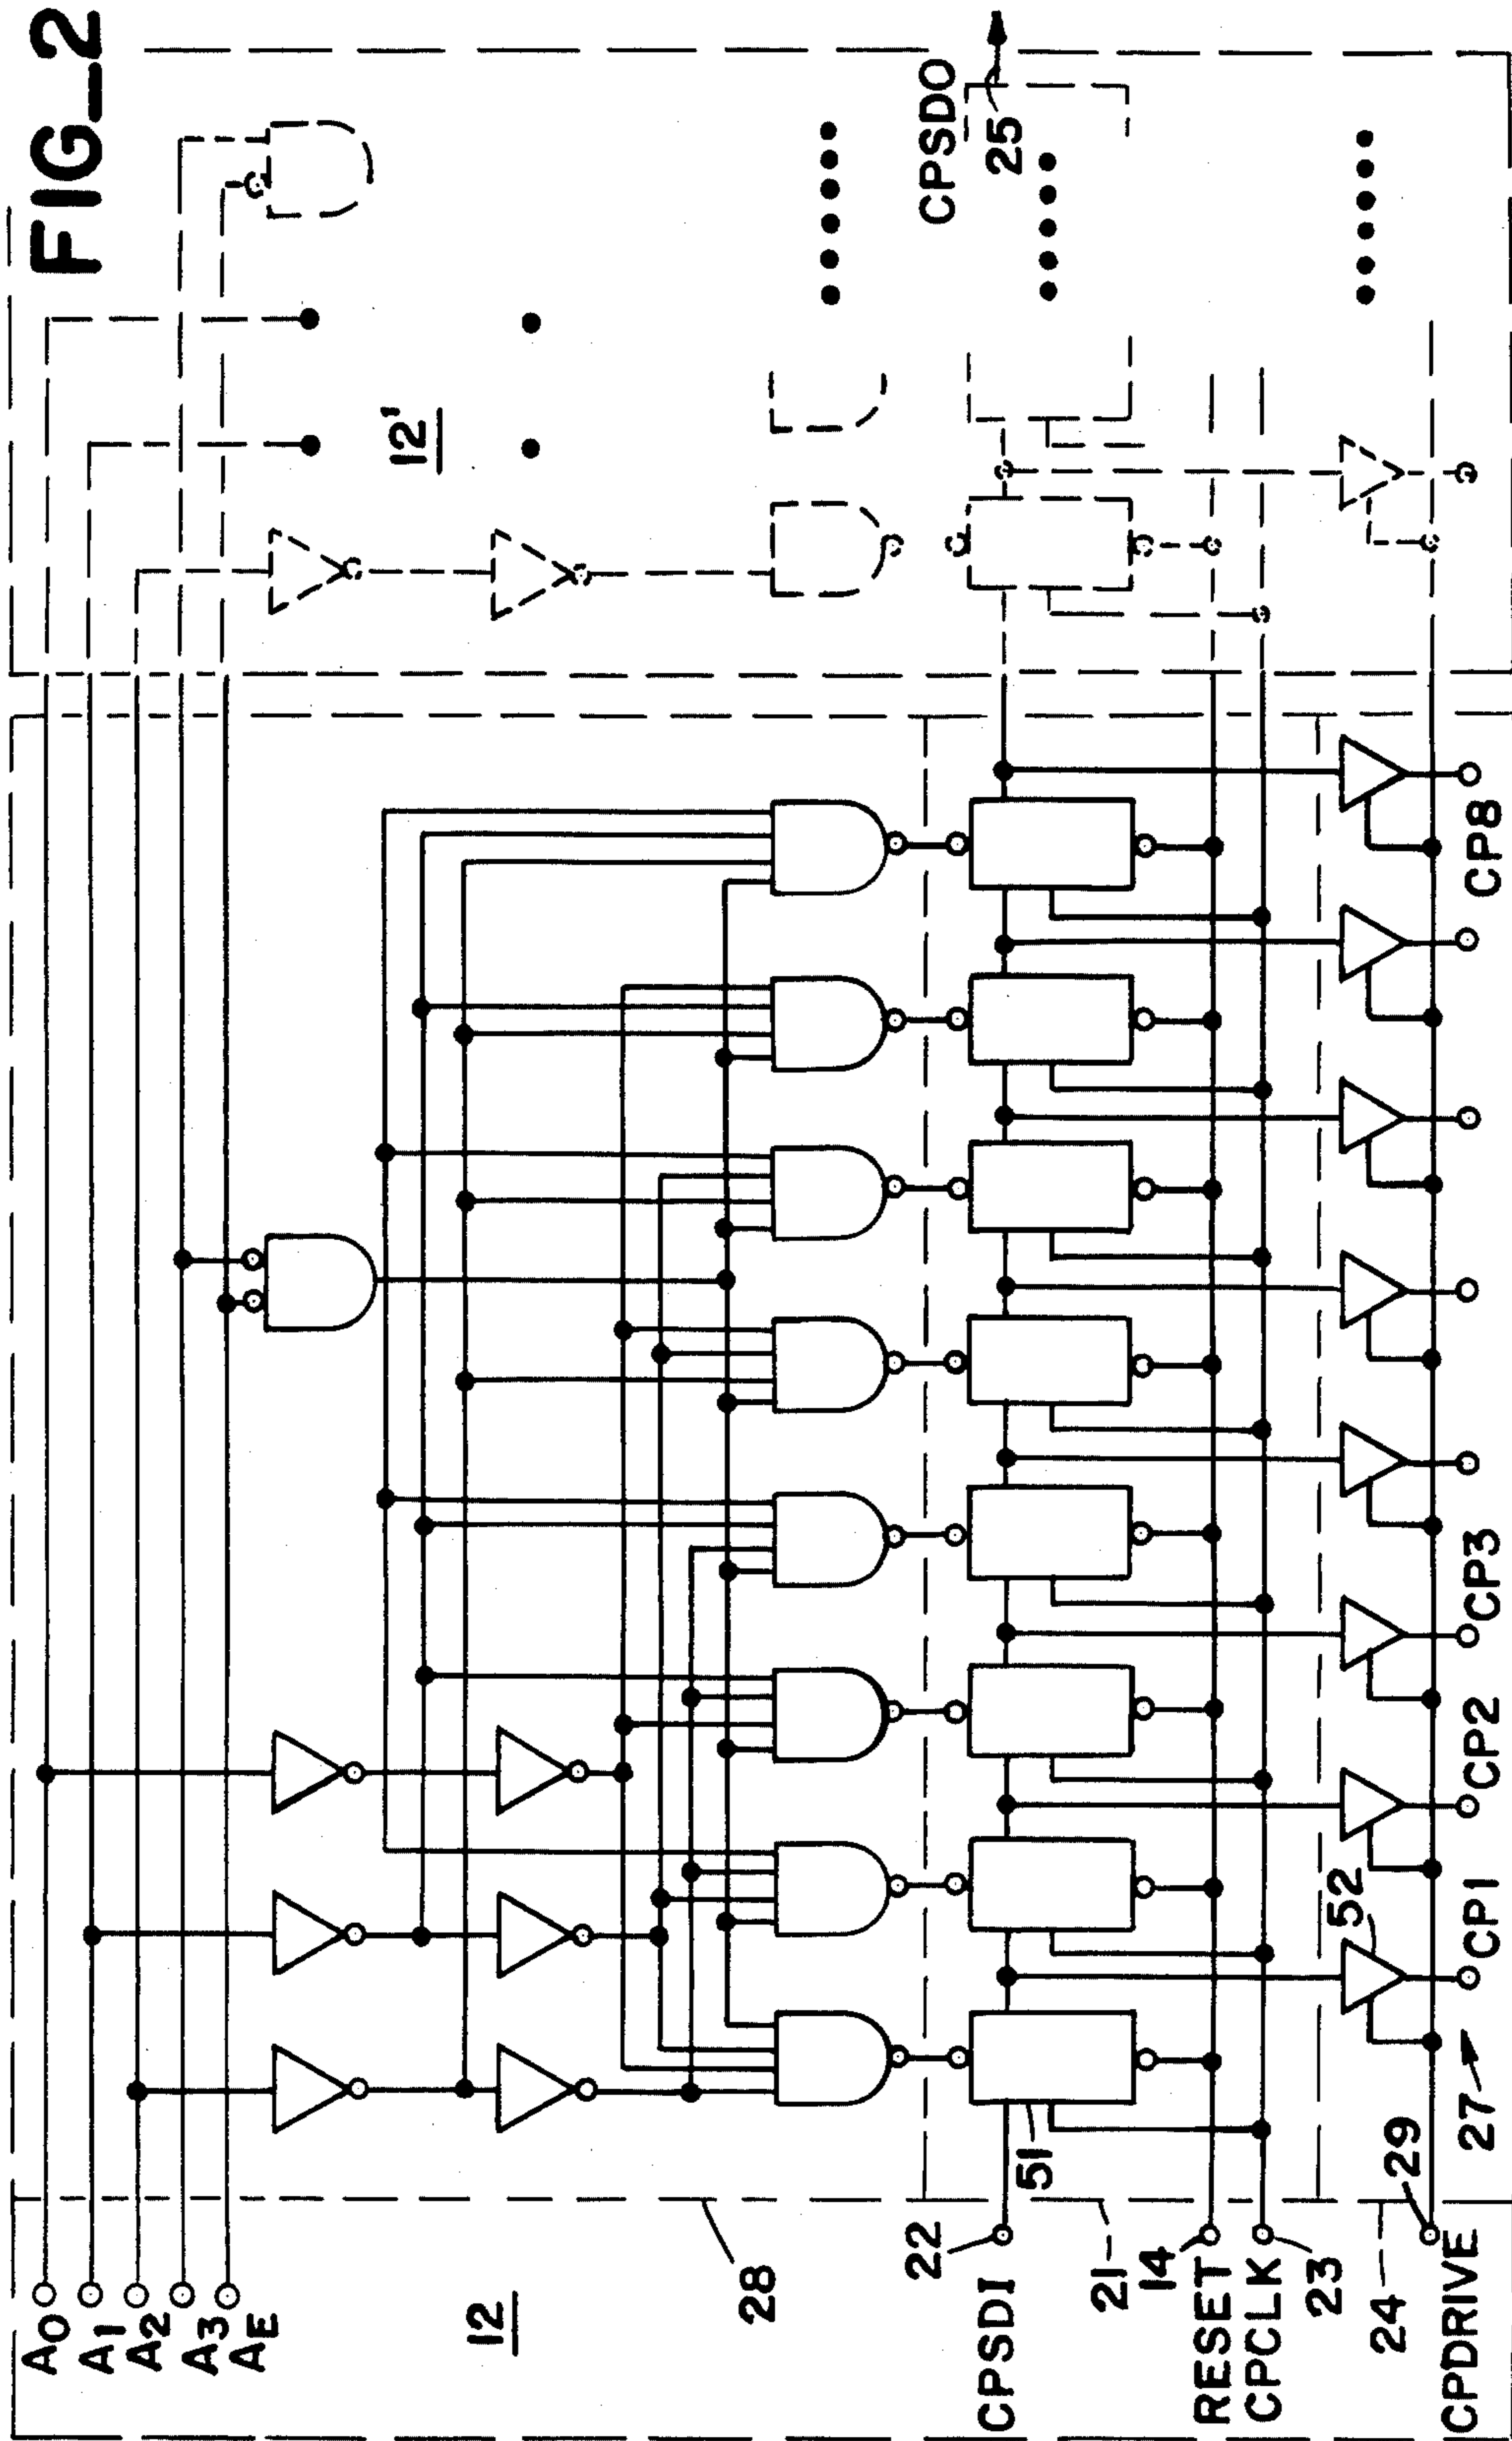 FIG_2
A0
A1
A2
A3
AE
12
12'
28
CPSDI
22
51
21
14
RESET
CPCLK
23
24
CPDRIVE
29
27
52
CP1
CP2
CP3
CP8
CPSDO
25